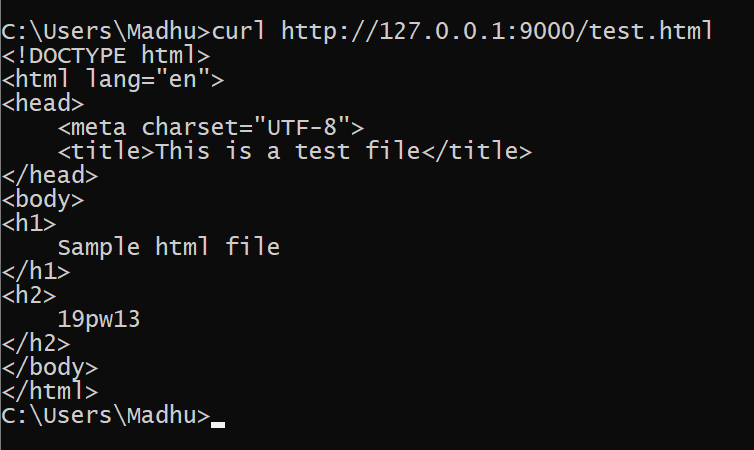 C:\Users\Madhu>curl http://127.0.0.1:9000/test.html
<!DOCTYPE html>
<html lang="en">
<head>
    <meta charset="UTF-8">
    <title>This is a test file</title>
</head>
<body>
<h1>
    Sample html file
</h1>
<h2>
    19pw13
</h2>
</body>
</html>
C:\Users\Madhu>